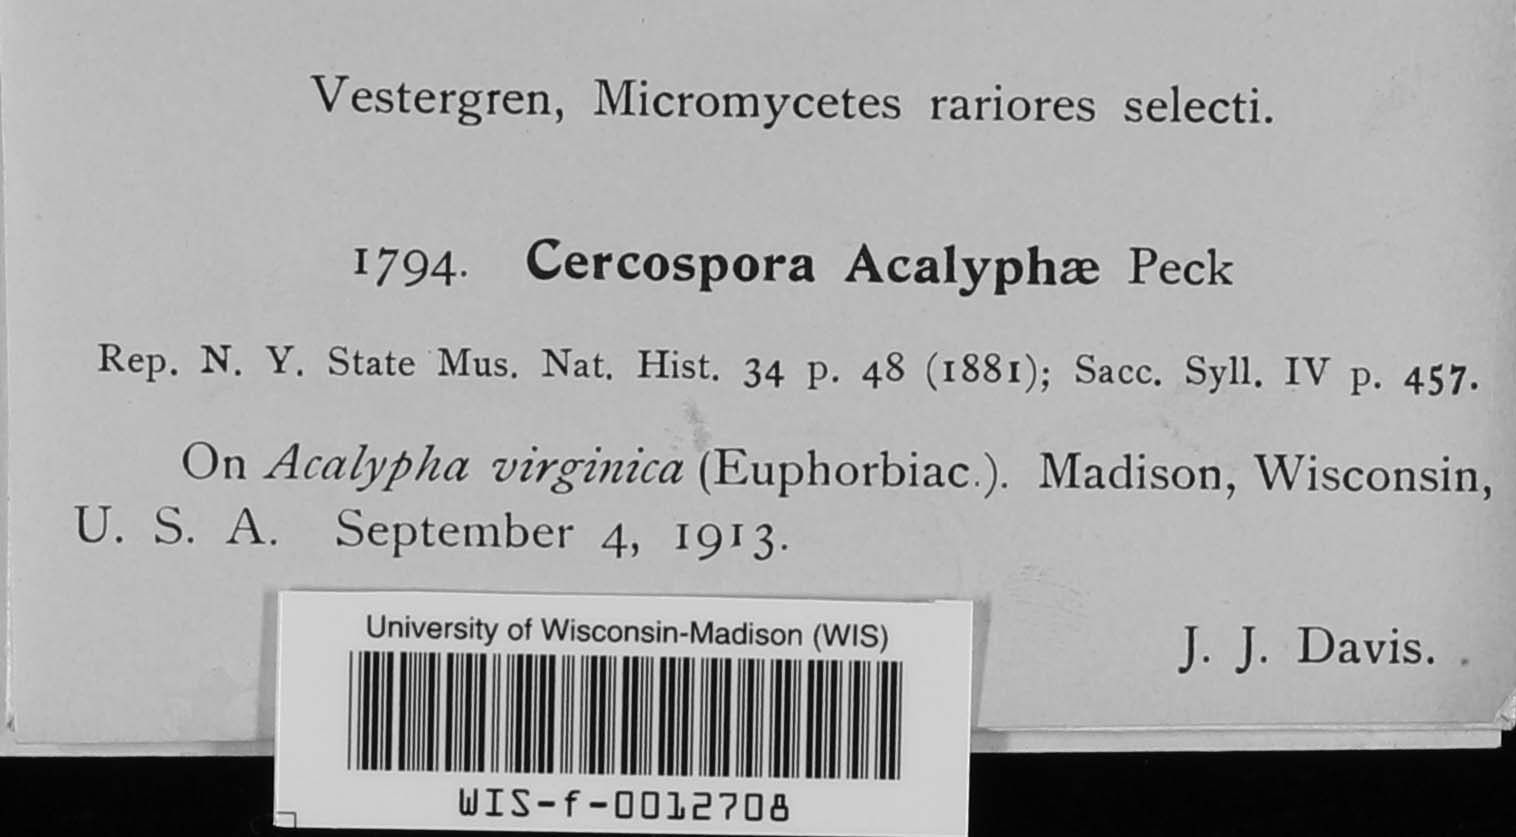 Vestergren, Micromycetes rariores selecti.
1794. Cercospora Acalyphæ Peck
Rep. N. Y. State Mus. Nat. Hist. 34 p. 48 (1881); Sacc. Syll. IV p. 457.
On Acalypha virginica (Euphorbiac.). Madison, Wisconsin,
U. S. A. September 4, 1913.
J. J. Davis.
University of Wisconsin-Madison (WIS)
WIS-f-0012708